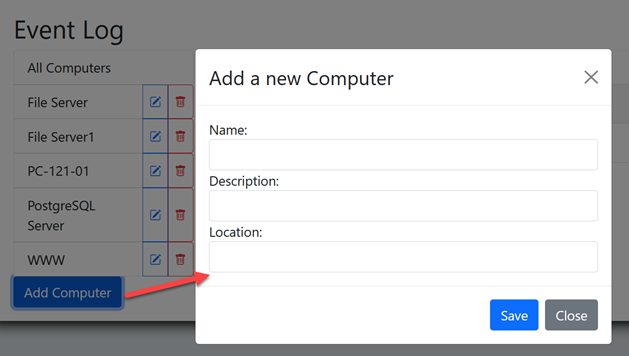 Event Log
All Computers
File Server
File Server1
PC-121-01
PostgreSQL
Server
WWW
Add Computer
Add a new Computer
Name:
Description:
Location:
Save
Close